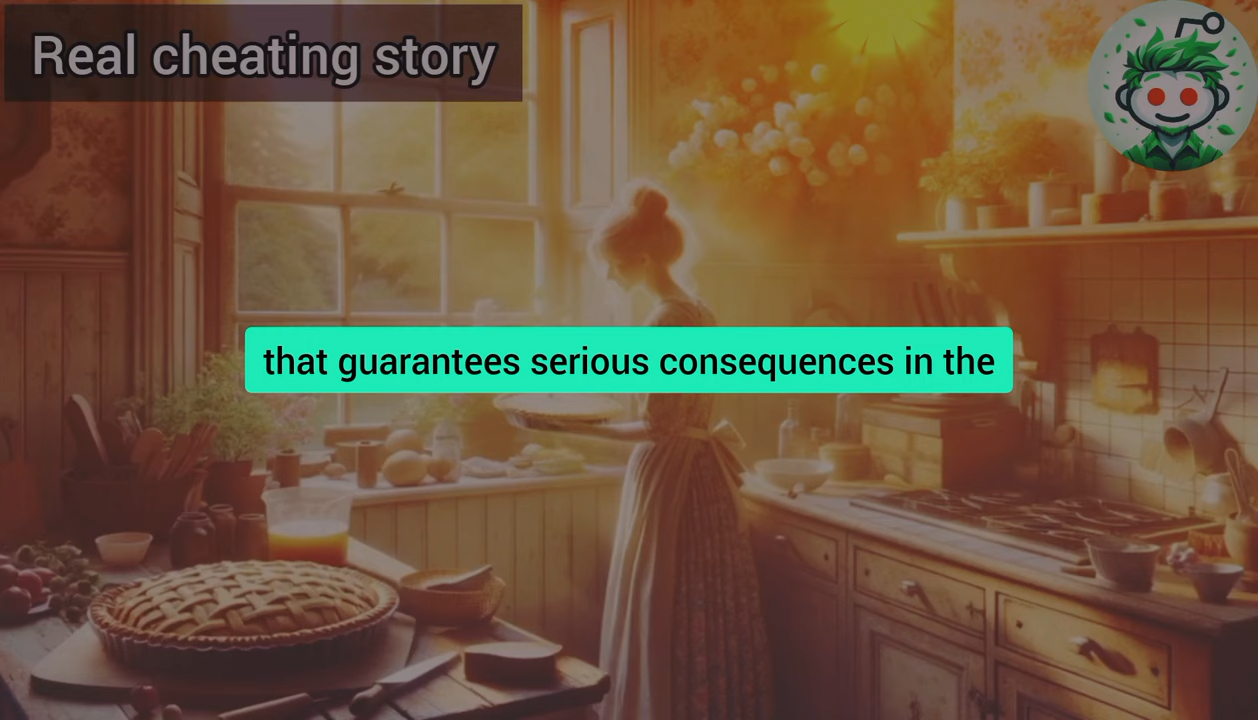 Real cheating story
that guarantees serious consequences in the